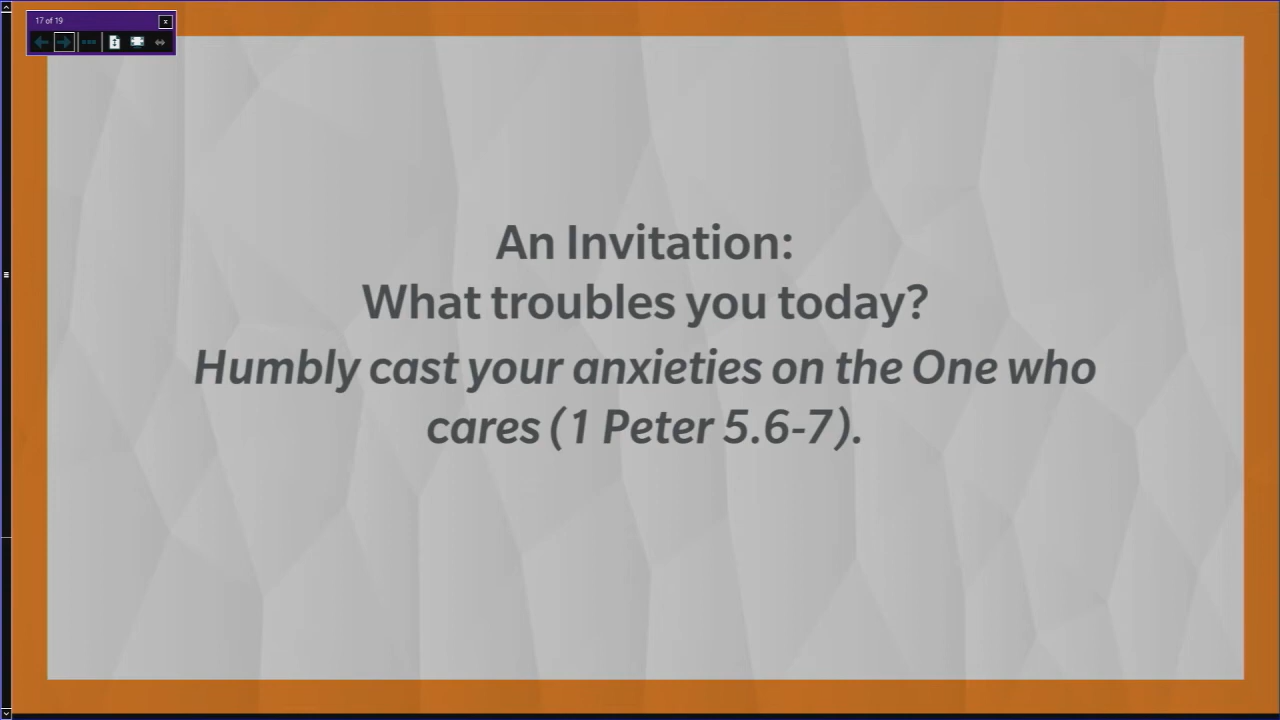 17 of 19
x
An Invitation:
What troubles you today?
Humbly cast your anxieties on the One who
cares (1 Peter 5.6-7).